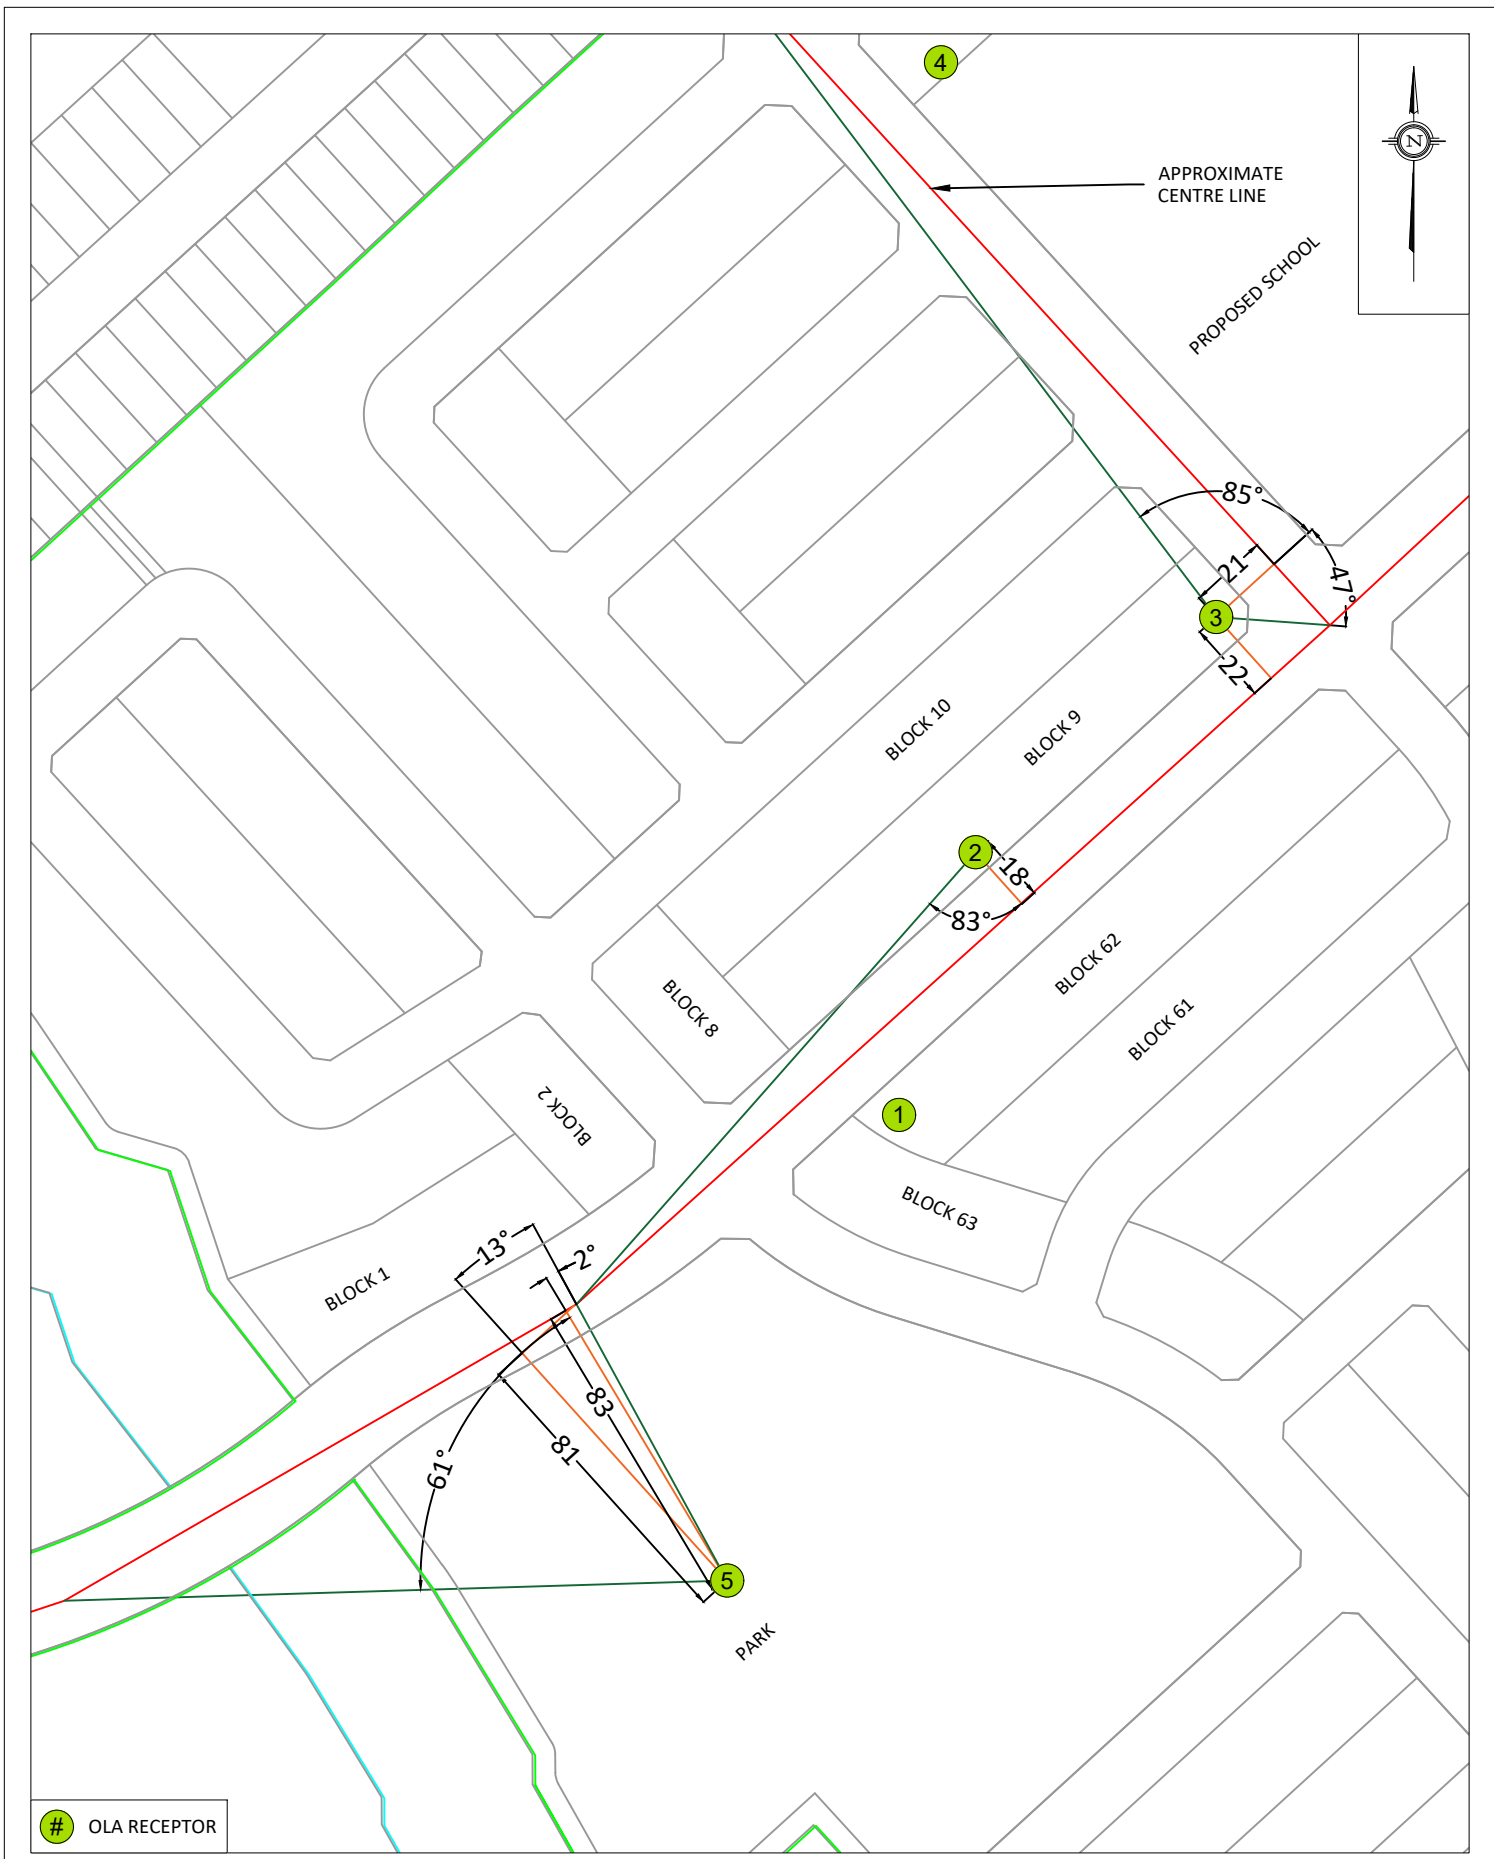 4
N
APPROXIMATE
CENTRE LINE
PROPOSED SCHOOL
85°
21
47°
3
22
BLOCK 10
BLOCK 9
2
18
83°
BLOCK 62
BLOCK 8
BLOCK 61
BLOCK 2
1
BLOCK 63
13°
2°
BLOCK 1
83
81
61°
5
PARK
# OLA RECEPTOR